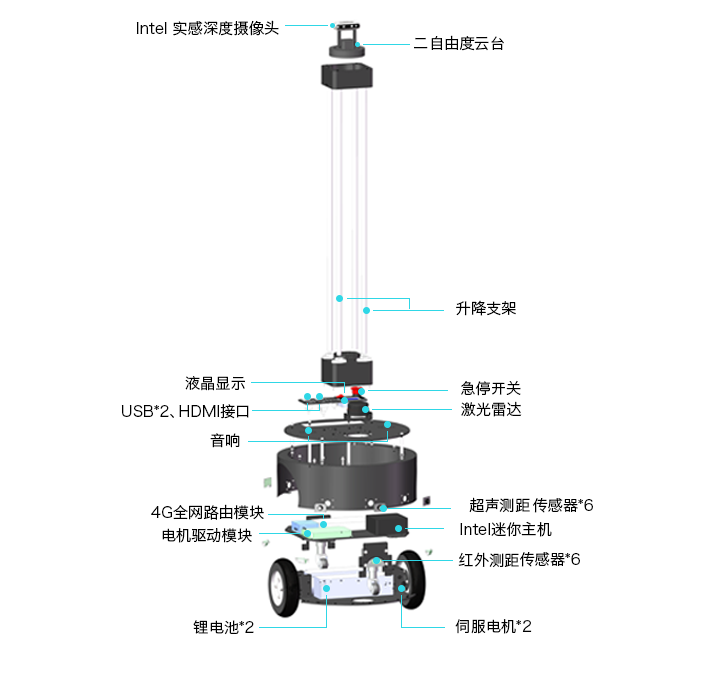 Intel 实感深度摄像头
二自由度云台
升降支架
液晶显示
急停开关
USB*2、HDMI接口
激光雷达
音响
超声测距 传感器*6
4G全网路由模块
Intel迷你主机
电机驱动模块
红外测距传感器*6
锂电池*2
伺服电机*2